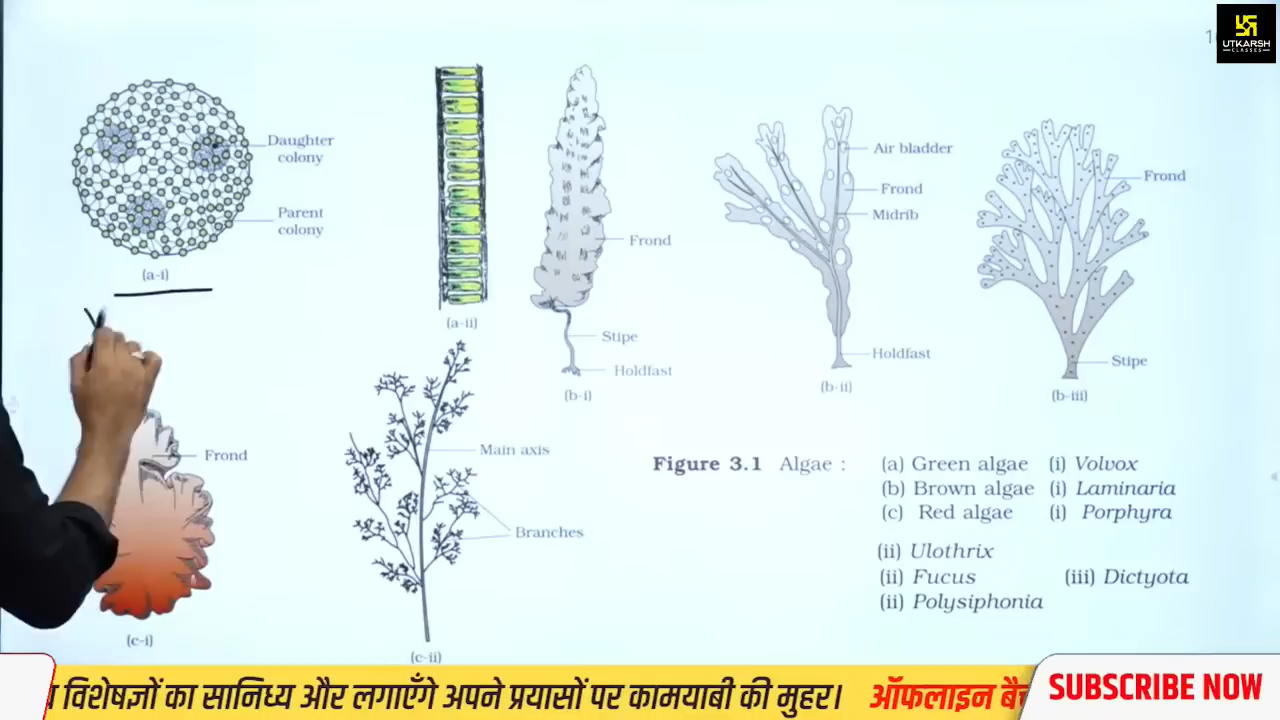 UTKARSH
CLASSES
Daughter
colony
Parent
colony
(a-i)
(a-ii)
Frond
Stipe
Holdfast
(b-i)
Air bladder
Frond
Midrib
Holdfast
(b-ii)
Frond
Stipe
(b-iii)
Frond
(c-i)
Main axis
Branches
(c-ii)
Figure 3.1 Algae : (a) Green algae (i) Volvox
(b) Brown algae (i) Laminaria
(c) Red algae (i) Porphyra
(ii) Ulothrix
(ii) Fucus (iii) Dictyota
(ii) Polysiphonia
विशेषज्ञों का सानिध्य और लगाएँगे अपने प्रयासों पर कामयाबी की मुहर। ऑफलाइन
SUBSCRIBE NOW